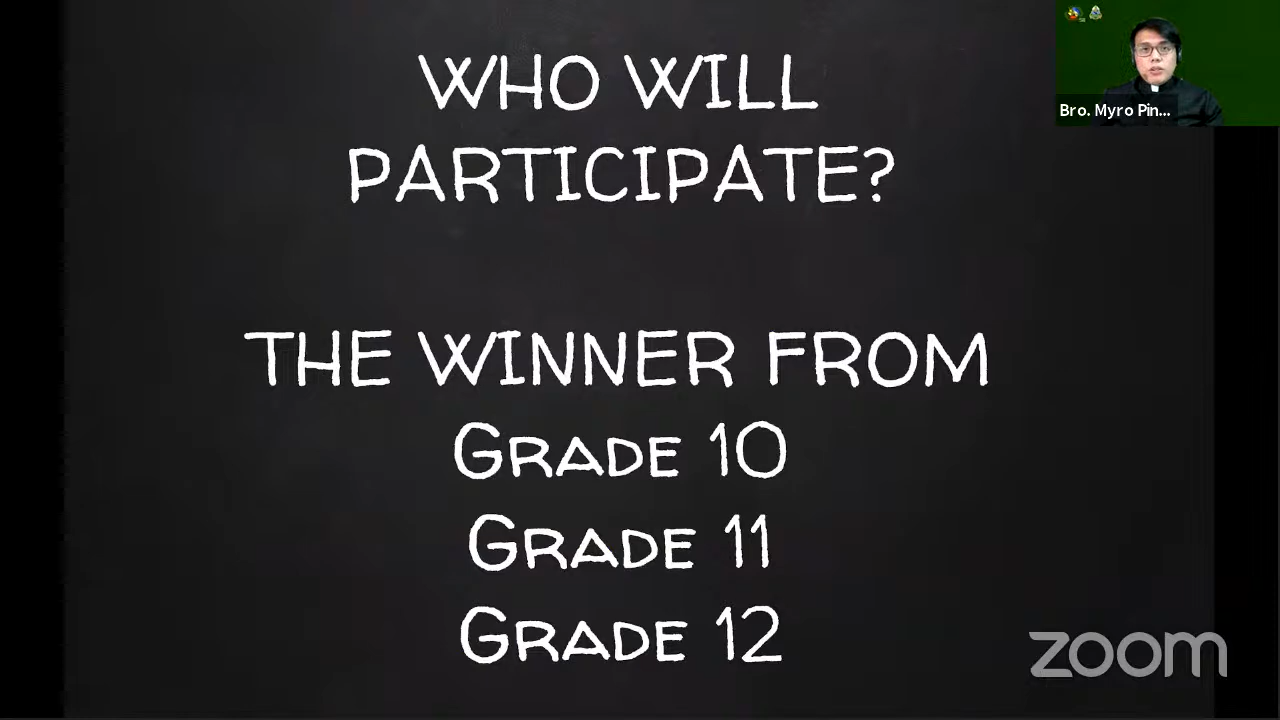 WHO WILL
PARTICIPATE?
THE WINNER FROM
GRADE 10
GRADE 11
GRADE 12
Bro. Myro Pin...
zoom